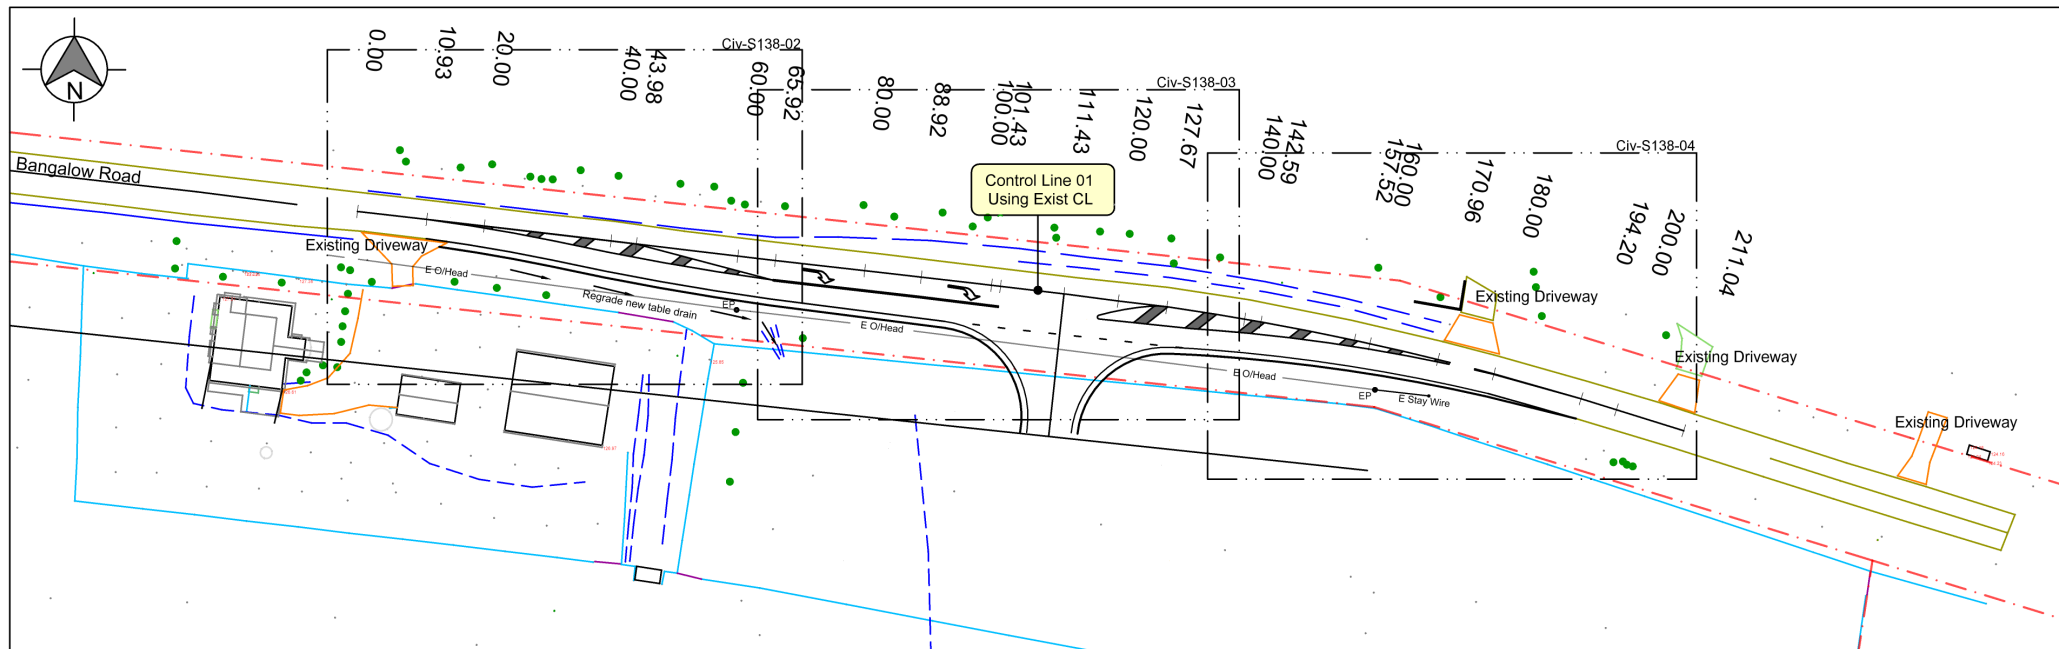 N
Bangalow Road
Civ-S138-02
Civ-S138-03
Civ-S138-04
0.00
10.93
20.00
40.00
43.98
60.00
65.92
80.00
88.92
100.00
101.43
111.43
120.00
127.67
140.00
142.59
157.52
160.00
170.96
180.00
194.20
200.00
211.04
Control Line 01
Using Exist CL
Existing Driveway
E O/Head
Regrade new table drain
EP
E O/Head
E O/Head
EP
E Stay Wire
Existing Driveway
Existing Driveway
Existing Driveway